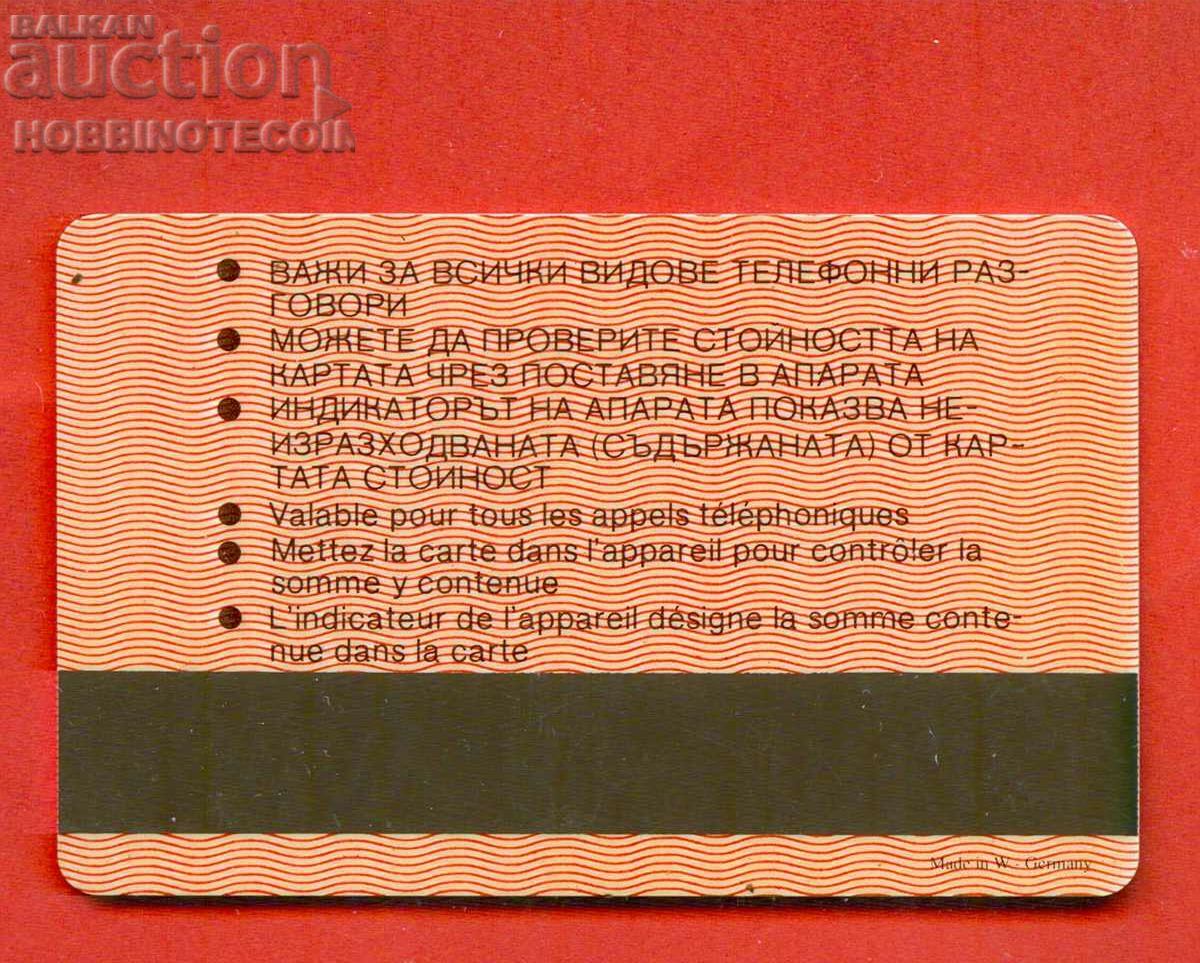 BALKAN
auction
HOBBINOTECOIN
● ВАЖИ ЗА ВСИЧКИ ВИДОВЕ ТЕЛЕФОННИ РАЗ-
ГОВОРИ
● МОЖЕТЕ ДА ПРОВЕРИТЕ СТОЙНОСТТА НА
КАРТАТА ЧРЕЗ ПОСТАВЯНЕ В АПАРАТА
● ИНДИКАТОРЪТ НА АПАРАТА ПОКАЗВА НЕ-
ИЗРАЗХОДВАНАТА (СЪДЪРЖАНАТА) ОТ КАР-
ТАТА СТОЙНОСТ
● Valable pour tous les appels téléphoniques
● Mettez la carte dans l'appareil pour contrôler la
somme y contenue
● L'indicateur de l'appareil désigne la somme conte-
nue dans la carte
Made in W - Germany